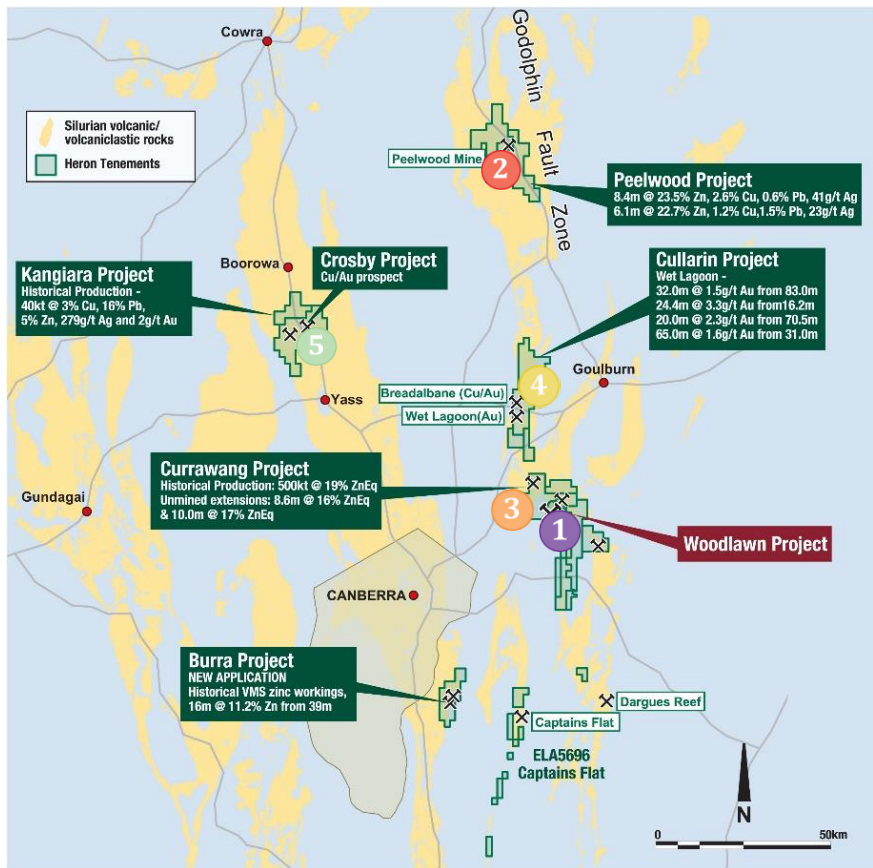 Cowra
Godolphin
Fault
Zone
Silurian volcanic/
volcaniclastic rocks
Heron Tenements
Peelwood Mine
2
Peelwood Project
8.4m @ 23.5% Zn, 2.6% Cu, 0.6% Pb, 41g/t Ag
6.1m @ 22.7% Zn, 1.2% Cu,1.5% Pb, 23g/t Ag
Boorowa
Crosby Project
Cu/Au prospect
Kangiara Project
Historical Production -
40kt @ 3% Cu, 16% Pb,
5% Zn, 279g/t Ag and 2g/t Au
5
Cullarin Project
Wet Lagoon -
32.0m @ 1.5g/t Au from 83.0m
24.4m @ 3.3g/t Au from16.2m
20.0m @ 2.3g/t Au from 70.5m
65.0m @ 1.6g/t Au from 31.0m
Goulburn
4
Breadalbane (Cu/Au)
Wet Lagoon(Au)
Yass
Currawang Project
Historical Production: 500kt @ 19% ZnEq
Unmined extensions: 8.6m @ 16% ZnEq
& 10.0m @ 17% ZnEq
Gundagai
3
1
Woodlawn Project
CANBERRA
Burra Project
NEW APPLICATION
Historical VMS zinc workings,
16m @ 11.2% Zn from 39m
Dargues Reef
Captains Flat
ELA5696
Captains Flat
N
0
50km